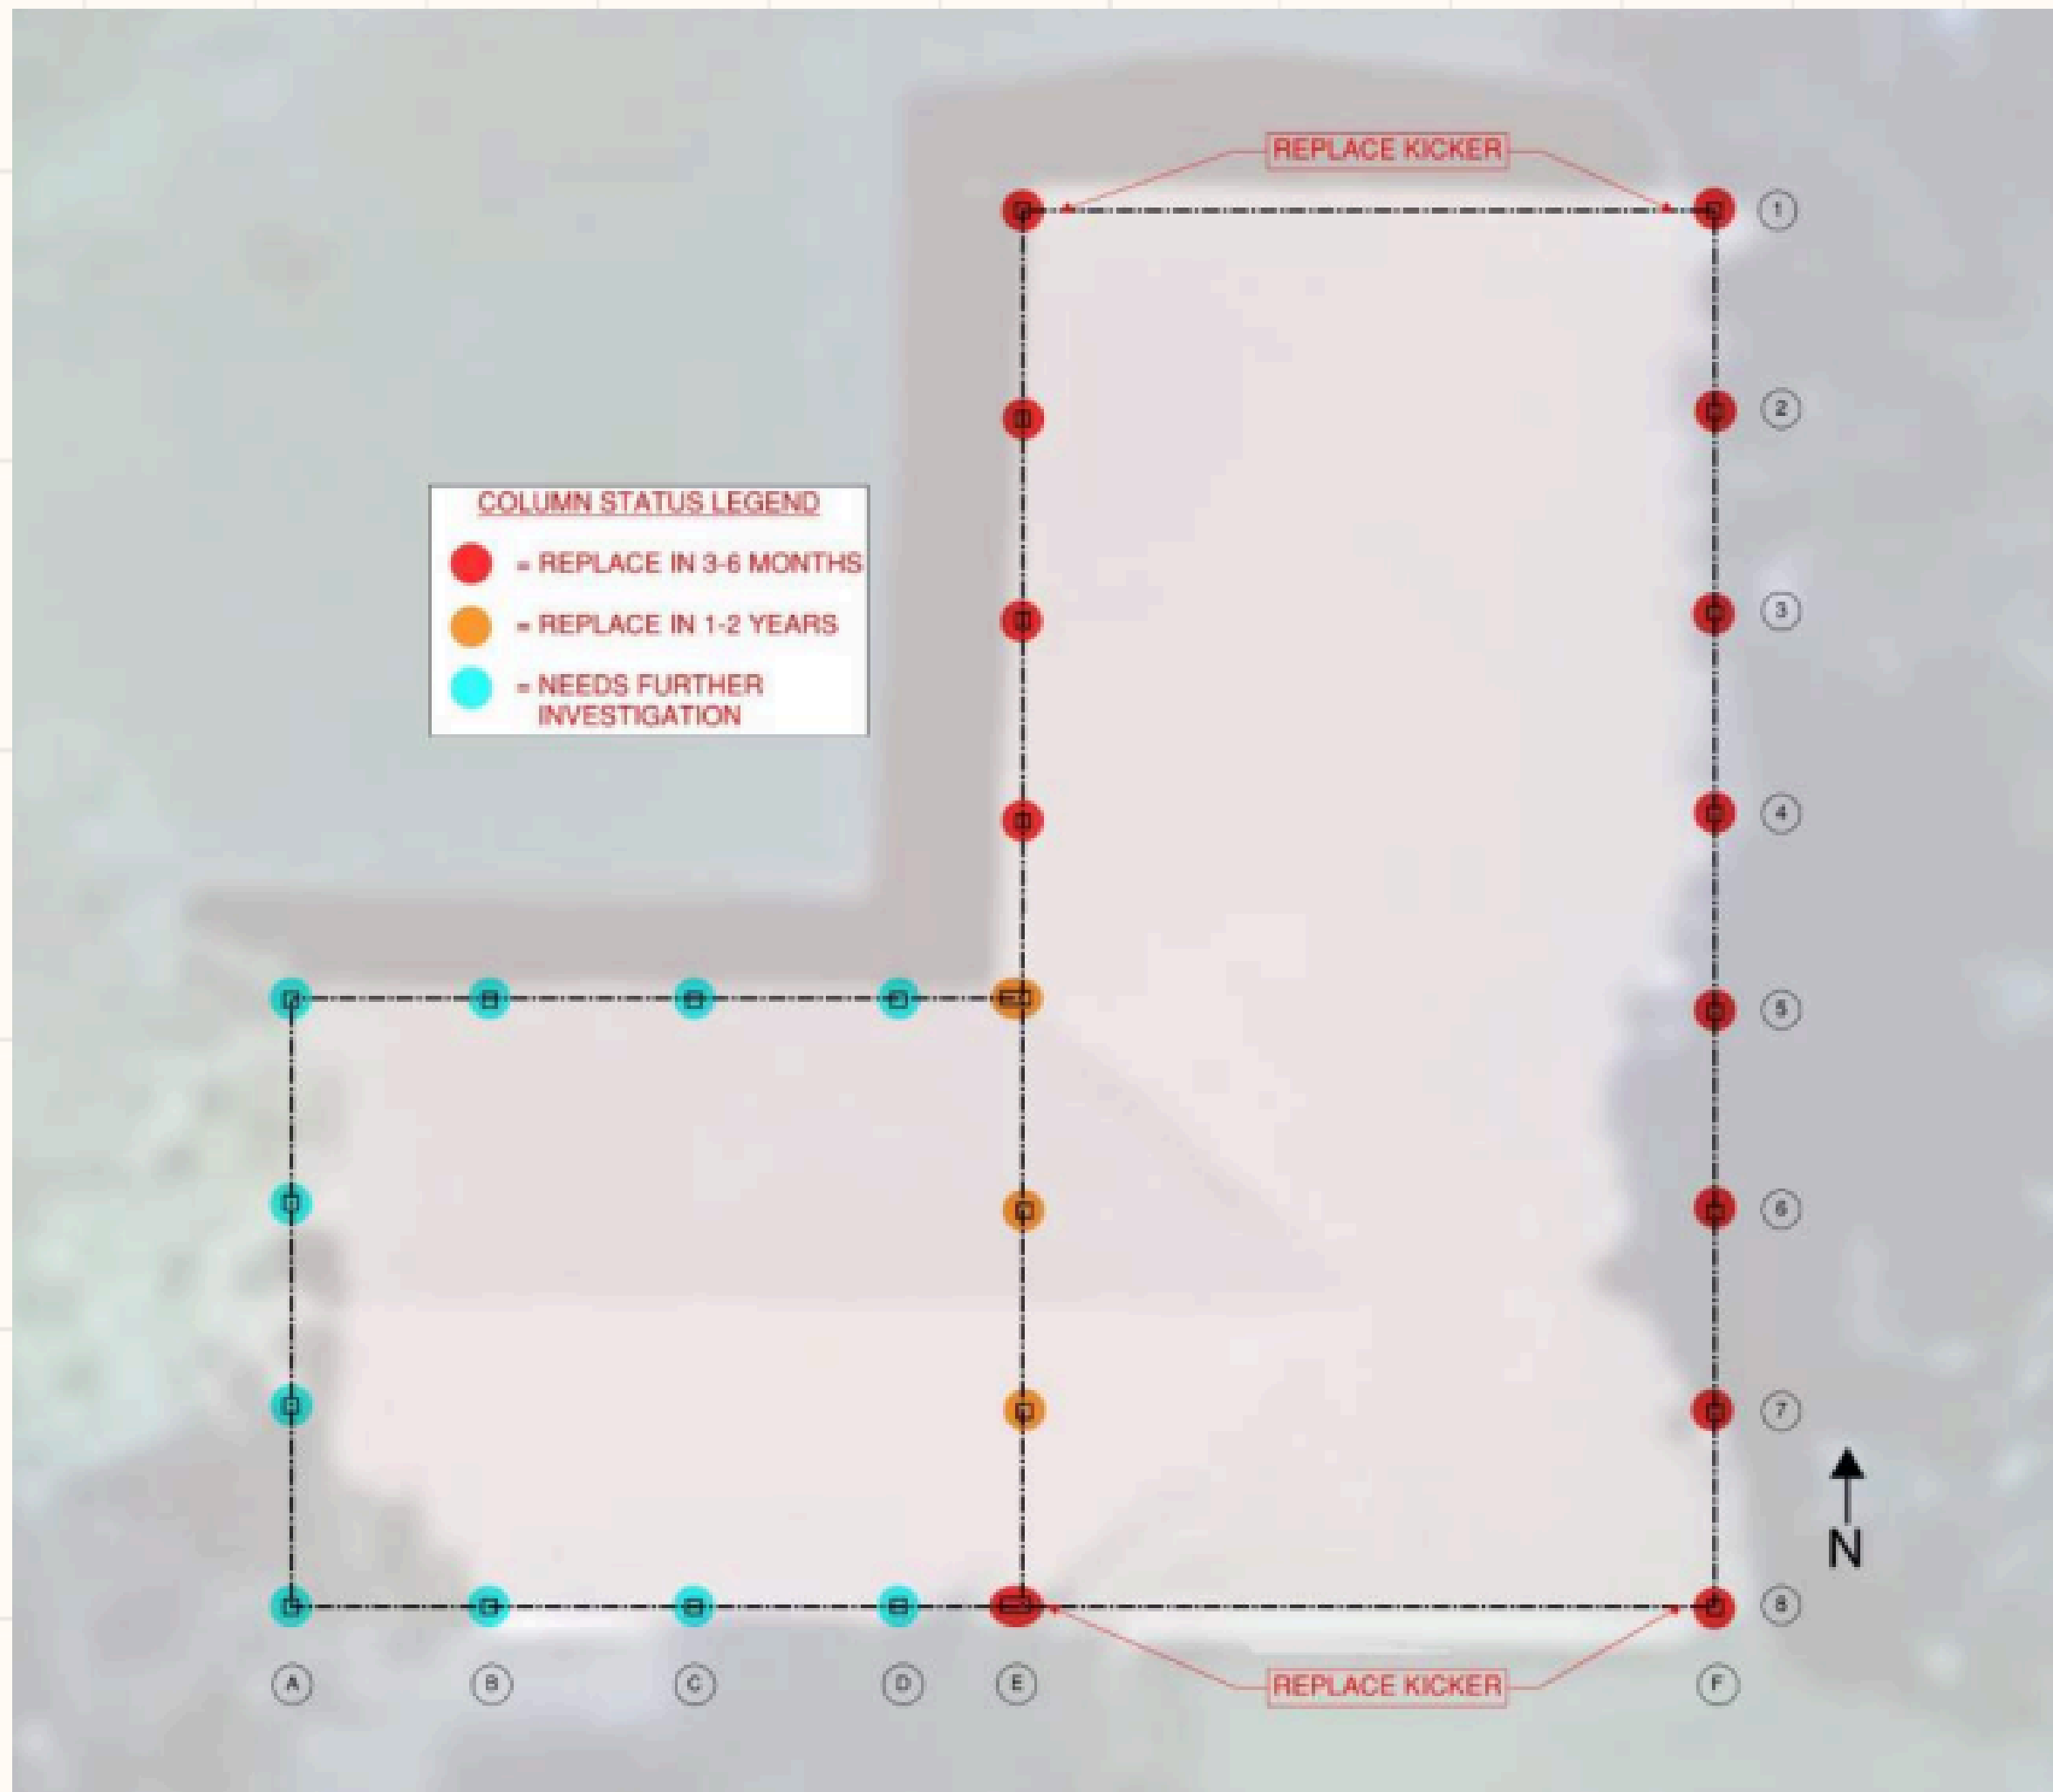 REPLACE KICKER
1
2
COLUMN STATUS LEGEND
= REPLACE IN 3-6 MONTHS
= REPLACE IN 1-2 YEARS
= NEEDS FURTHER
INVESTIGATION
3
4
5
6
7
N
8
A B C D E F
REPLACE KICKER